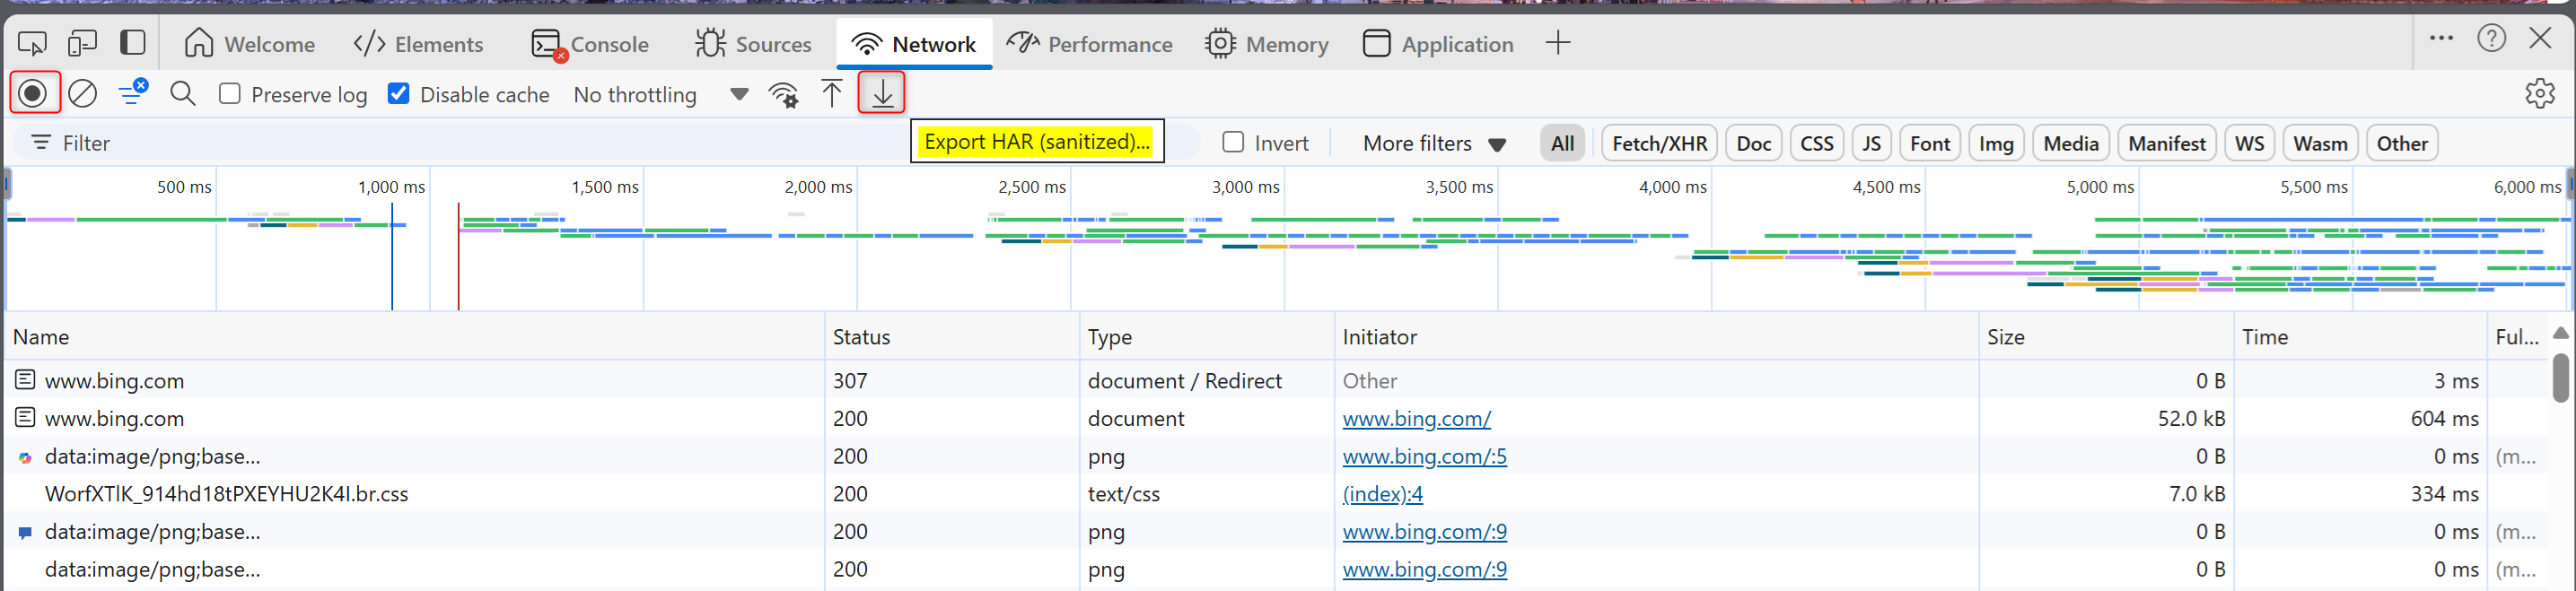 Welcome Elements Console Sources Network Performance Memory Application
Preserve log Disable cache No throttling
Export HAR (sanitized)...
Filter Invert More filters All Fetch/XHR Doc CSS JS Font Img Media Manifest WS Wasm Other
500 ms 1,000 ms 1,500 ms 2,000 ms 2,500 ms 3,000 ms 3,500 ms 4,000 ms 4,500 ms 5,000 ms 5,500 ms 6,000 ms
Name Status Type Initiator Size Time Ful...
www.bing.com 307 document / Redirect Other 0 B 3 ms
www.bing.com 200 document www.bing.com/ 52.0 kB 604 ms
data:image/png;base... 200 png www.bing.com/:5 0 B 0 ms (m...
WorfXTlK_914hd18tPXEYHU2K4I.br.css 200 text/css (index):4 7.0 kB 334 ms
data:image/png;base... 200 png www.bing.com/:9 0 B 0 ms (m...
data:image/png;base... 200 png www.bing.com/:9 0 B 0 ms (m...